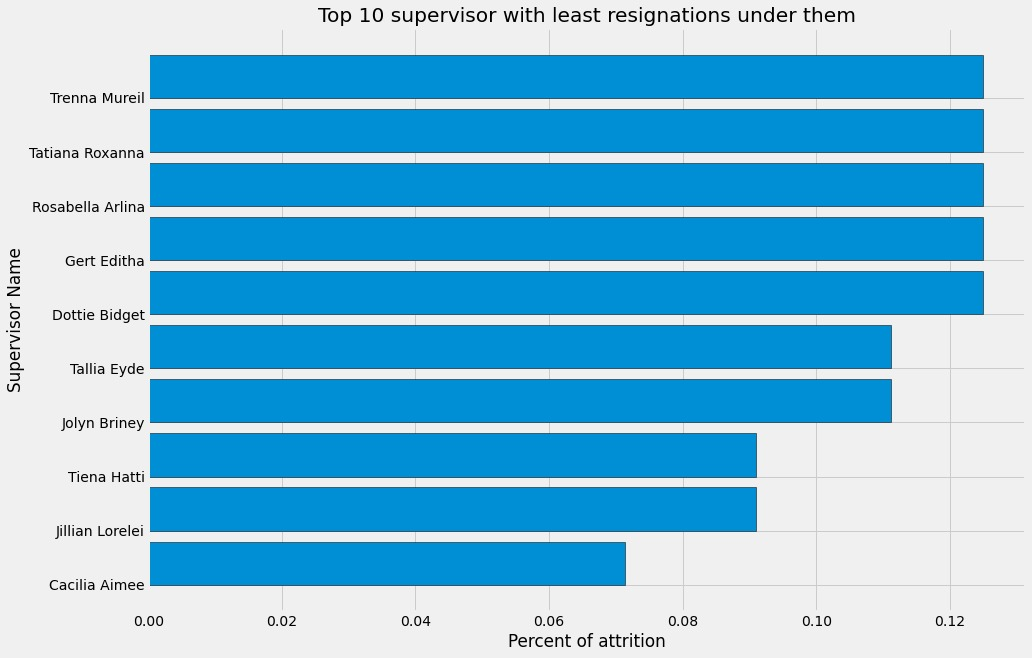 Top 10 supervisor with least resignations under them
Supervisor Name
Trenna Mureil
Tatiana Roxanna
Rosabella Arlina
Gert Editha
Dottie Bidget
Tallia Eyde
Jolyn Briney
Tiena Hatti
Jillian Lorelei
Cacilia Aimee
0.00 0.02 0.04 0.06 0.08 0.10 0.12
Percent of attrition